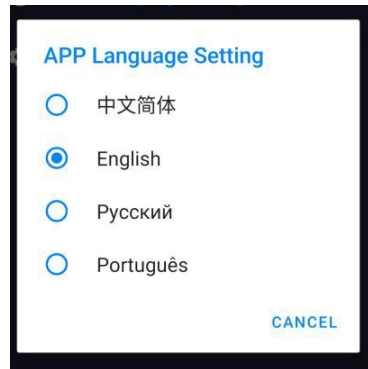 APP Language Setting
中文简体
English
Русский
Português
CANCEL